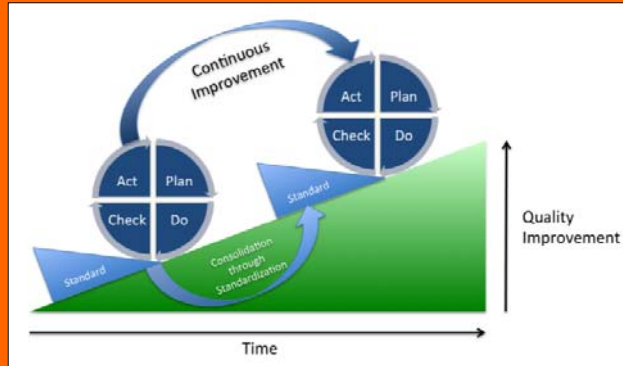 Continuous
Improvement
Act
Plan
Check
Do
Act
Plan
Check
Do
Standard
Standard
Consolidation
through
Standardization
Quality
Improvement
Time